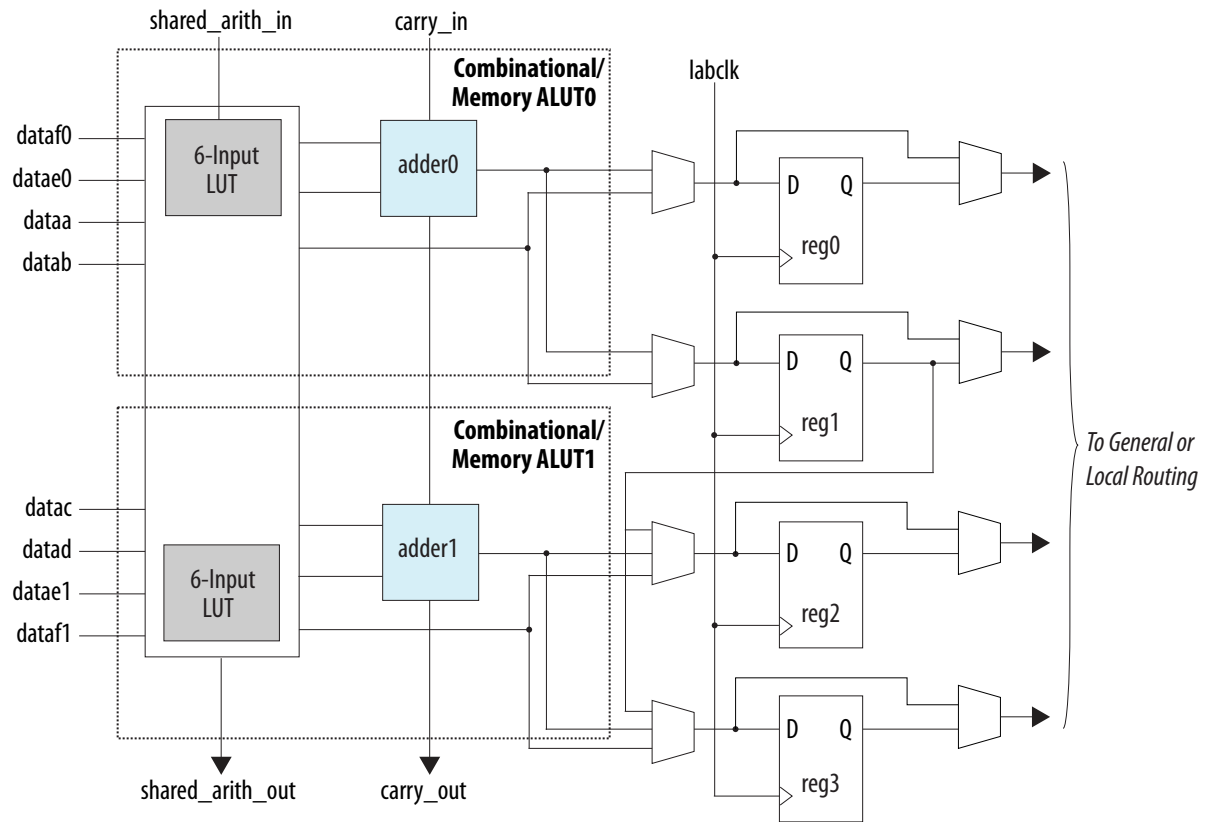 shared_arith_in
carry_in
Combinational/
Memory ALUT0
labclk
dataf0
datae0
dataa
datab
6-Input
LUT
adder0
D Q
reg0
D Q
reg1
Combinational/
Memory ALUT1
To General or
Local Routing
datac
datad
datae1
dataf1
6-Input
LUT
adder1
D Q
reg2
D Q
reg3
shared_arith_out
carry_out